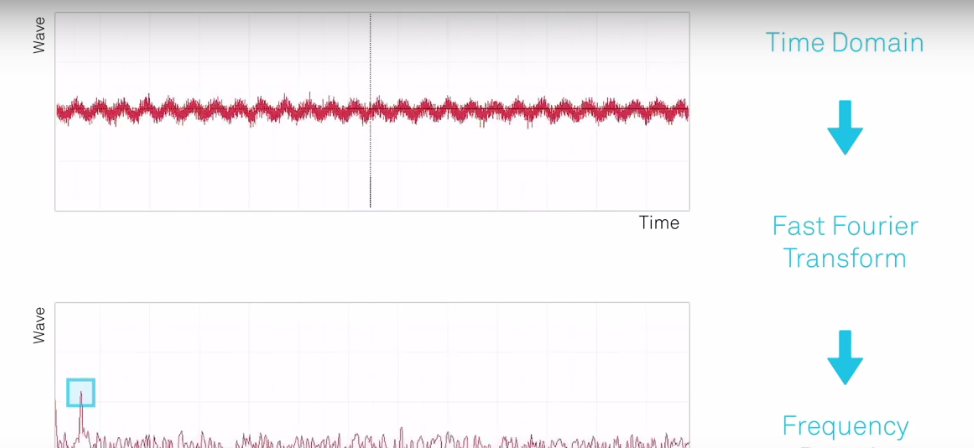 Wave
Time Domain
Time
Fast Fourier
Transform
Wave
Frequency